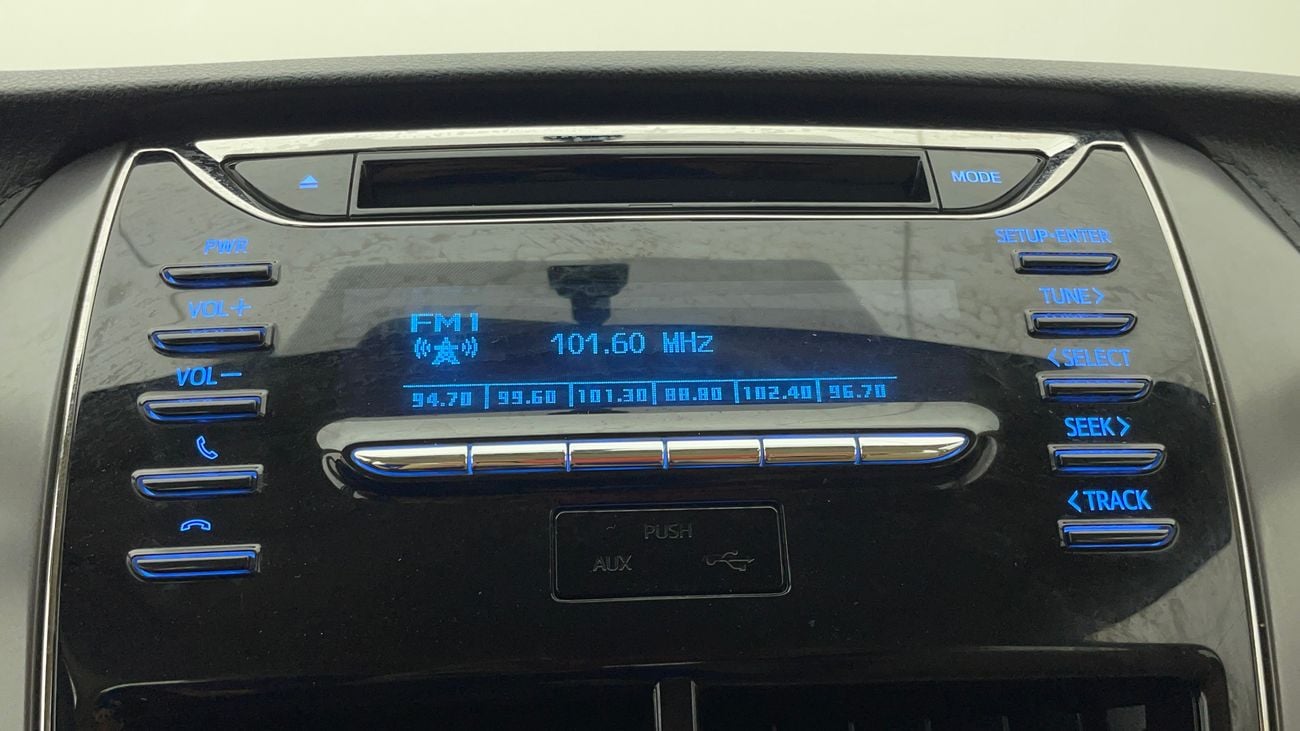 MODE
PWR
SETUP•ENTER
VOL+
TUNE>
FM1
101.60 MHz
<SELECT
VOL−
94.70 99.60 101.30 88.80 102.40 96.70
SEEK>
<TRACK
PUSH
AUX